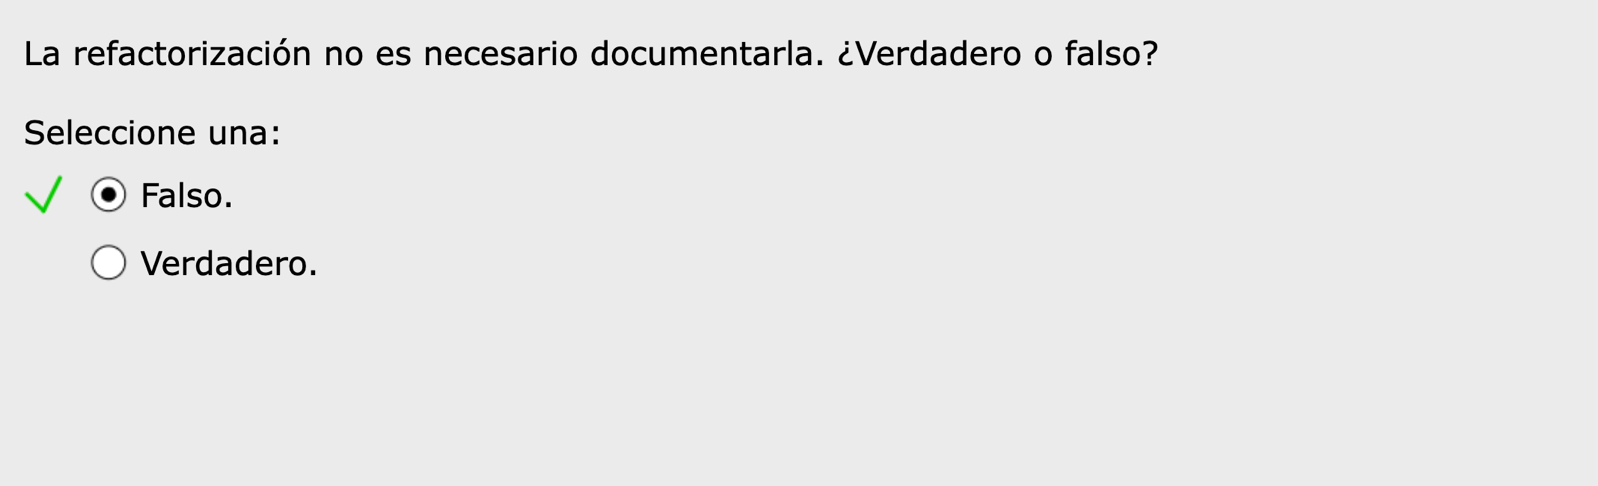 La refactorización no es necesario documentarla. ¿Verdadero o falso?
Seleccione una:
Falso.
Verdadero.